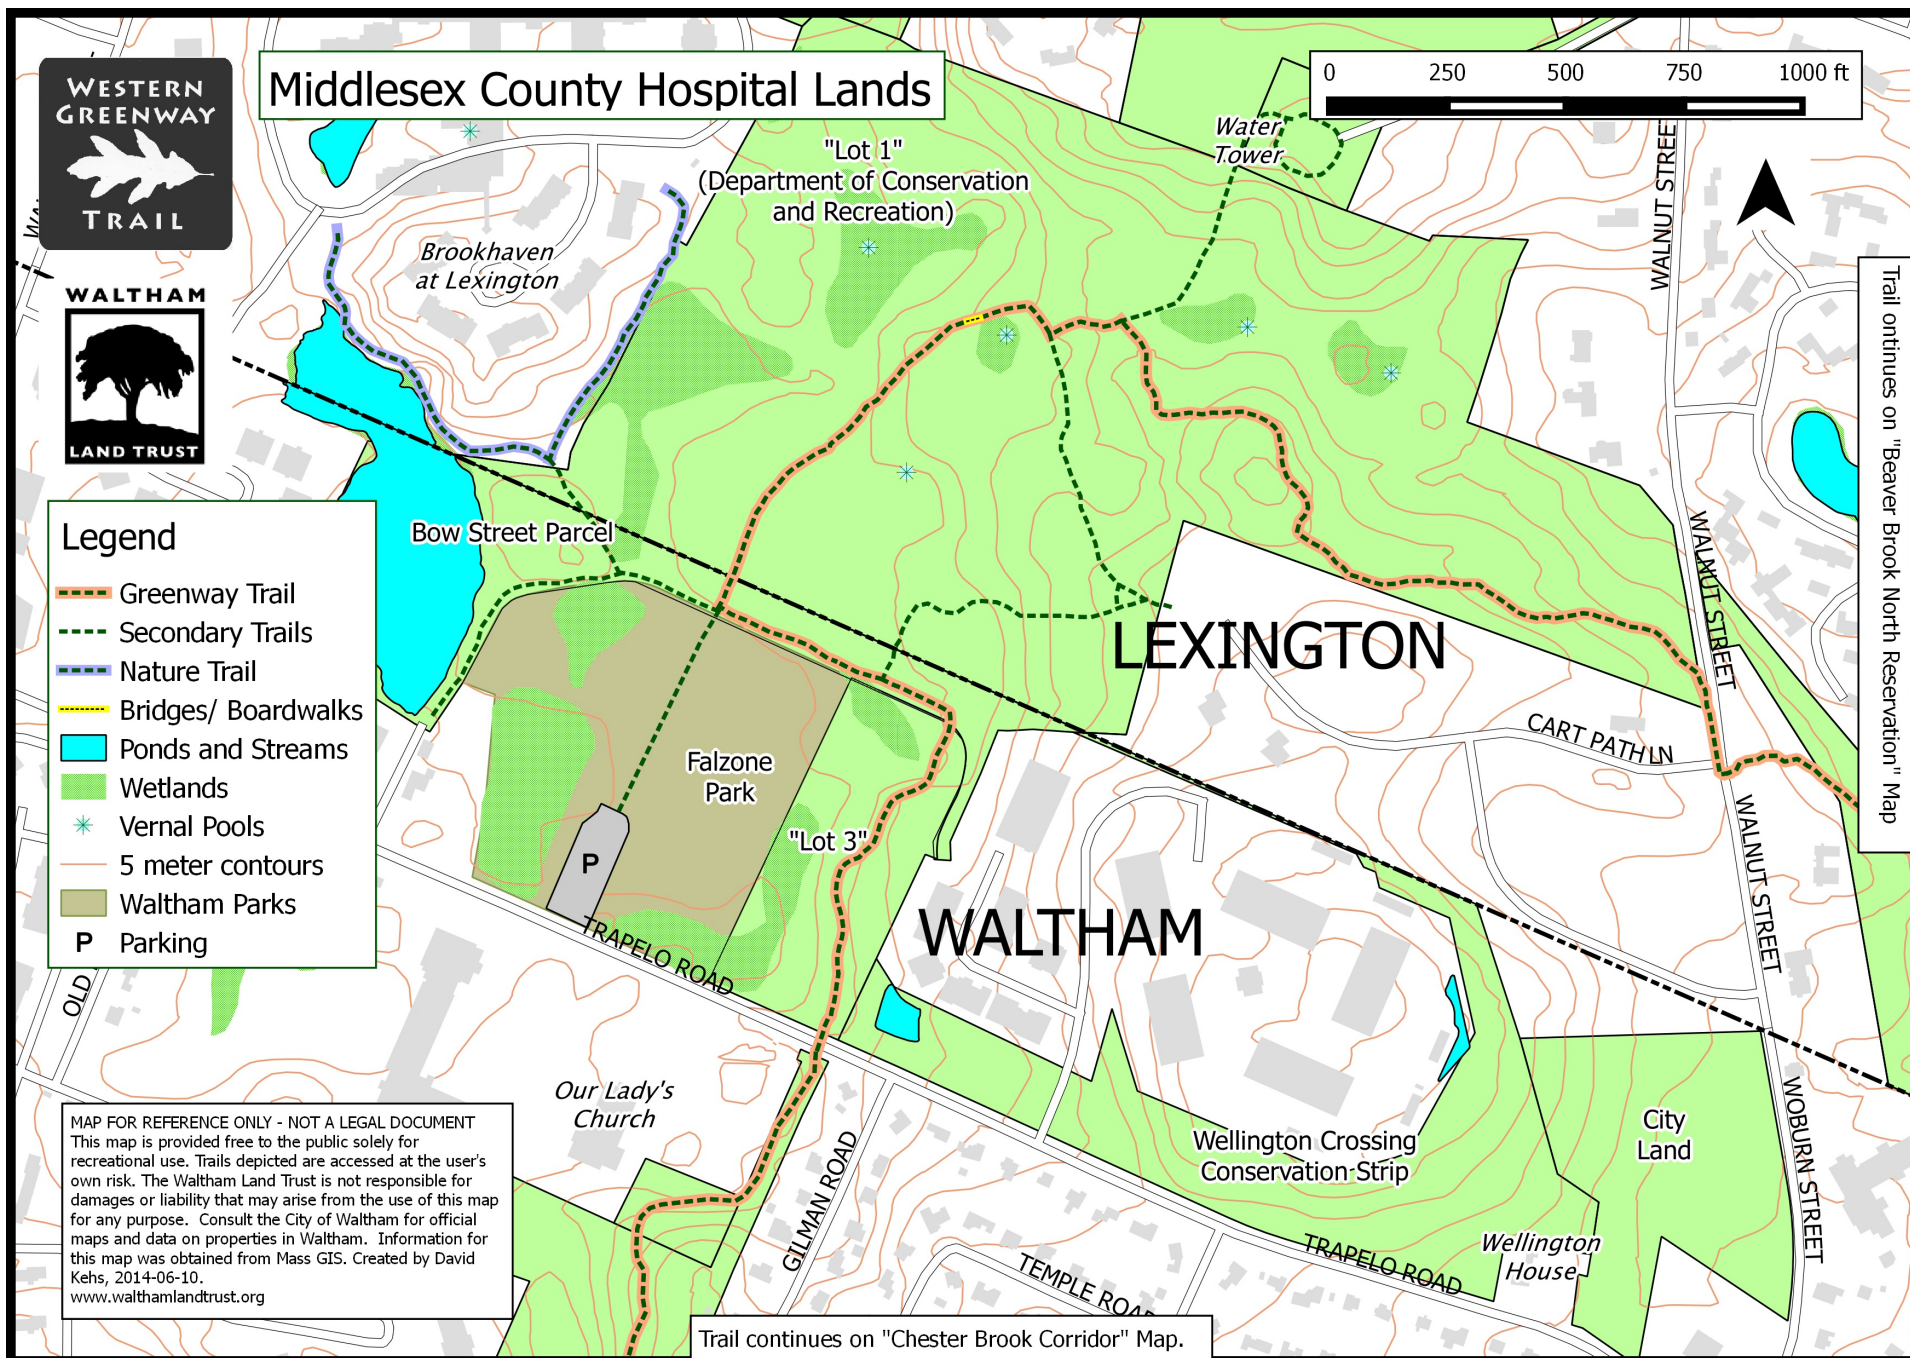 WESTERN
GREENWAY
TRAIL
Middlesex County Hospital Lands
0 250 500 750 1000 ft
"Lot 1"
(Department of Conservation
and Recreation)
Water
Tower
WALNUT STREET
Brookhaven
at Lexington
WALTHAM
LAND TRUST
Trail ontinues on "Beaver Brook North Reservation" Map
Bow Street Parcel
WALNUT STREET
Legend
Greenway Trail
Secondary Trails
Nature Trail
Bridges/ Boardwalks
Ponds and Streams
Wetlands
Vernal Pools
5 meter contours
Waltham Parks
P Parking
LEXINGTON
CART PATH LN
Falzone
Park
"Lot 3"
P
WALTHAM
WALNUT STREET
TRAPELO ROAD
OLD
Our Lady's
Church
GILMAN ROAD
Wellington Crossing
Conservation Strip
City
Land
WOBURN STREET
Wellington
House
TRAPELO ROAD
TEMPLE
MAP FOR REFERENCE ONLY - NOT A LEGAL DOCUMENT
This map is provided free to the public solely for
recreational use. Trails depicted are accessed at the user's
own risk. The Waltham Land Trust is not responsible for
damages or liability that may arise from the use of this map
for any purpose. Consult the City of Waltham for official
maps and data on properties in Waltham. Information for
this map was obtained from Mass GIS. Created by David
Kehs, 2014-06-10.
www.walthamlandtrust.org
Trail continues on "Chester Brook Corridor" Map.